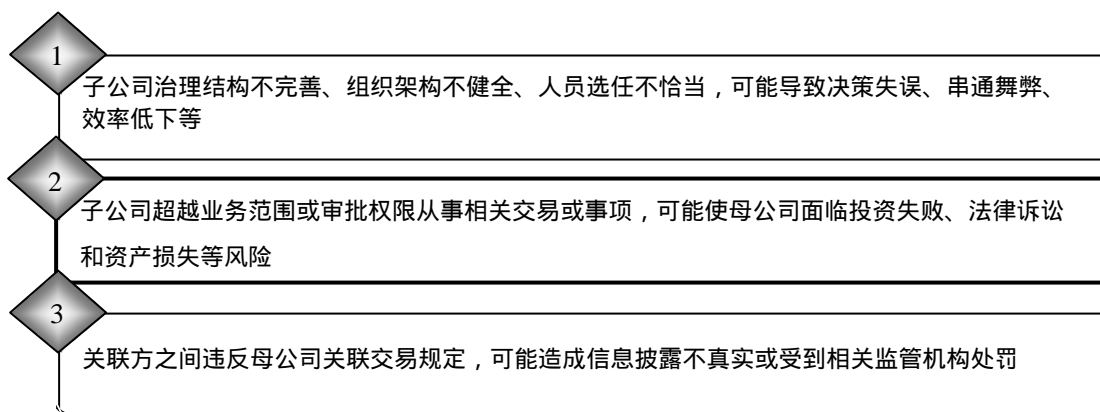 1
子公司治理结构不完善、组织架构不健全、人员选任不恰当，可能导致决策失误、串通舞弊、
效率低下等
2
子公司超越业务范围或审批权限从事相关交易或事项，可能使母公司面临投资失败、法律诉讼
和资产损失等风险
3
关联方之间违反母公司关联交易规定，可能造成信息披露不真实或受到相关监管机构处罚